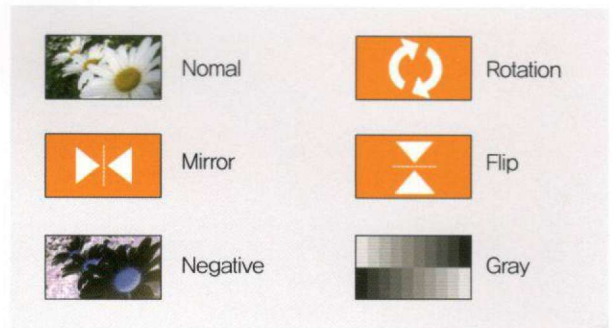 Nomal
Rotation
Mirror
Flip
Negative
Gray